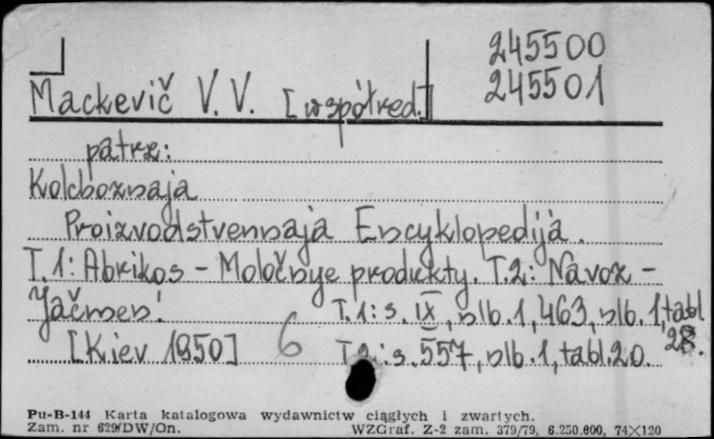 245500
245501
Mackevič V. V. [współred.]
patrz:
Kolchoznaja
Proizvodstvennaja Encyklopedija.
T. 1: Abrikos - Moločnye produkty. T. 2: Navoz -
Jačmen'.
T. 1: s. IX, nlb. 1, 463, nlb. 1, tabl. 28.
[Kiev 1950] 6 T. 2: s. 557, nlb. 1, tabl. 20.
Pu-B-144 Karta katalogowa wydawnictw ciągłych i zwartych.
Zam. nr 629/DW/On. WZGraf. Z-2 zam. 379/79, 6.250.000, 74×120